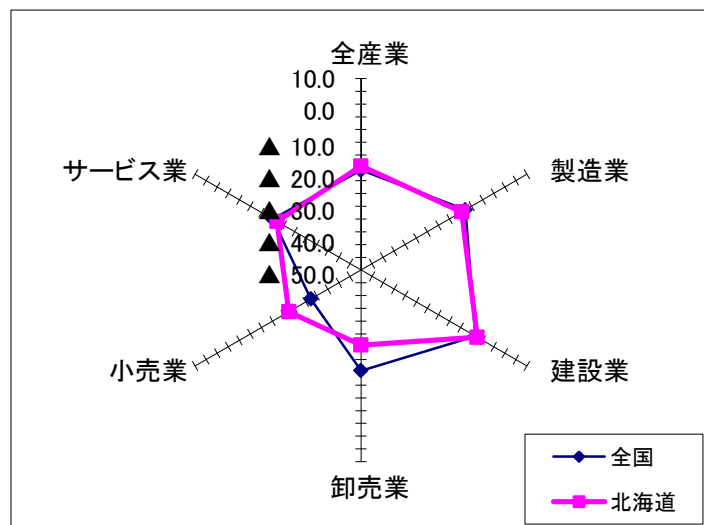 全産業
10.0
0.0
▲ 10.0
▲ 20.0
▲ 30.0
▲ 40.0
▲ 50.0
サービス業
製造業
小売業
建設業
卸売業
全国
北海道